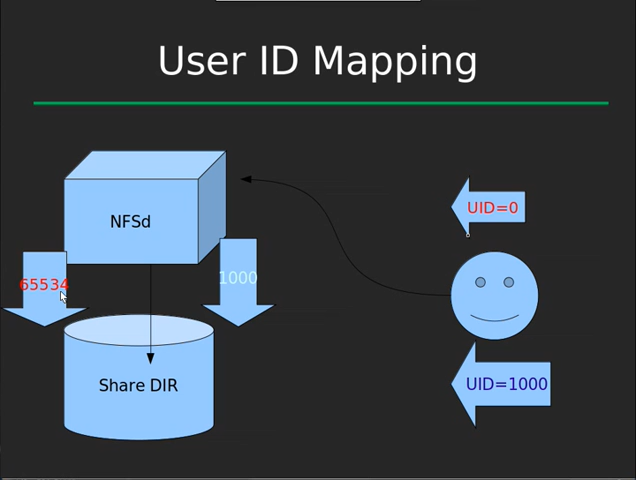 User ID Mapping
NFSd
UID=0
65534
1000
Share DIR
UID=1000